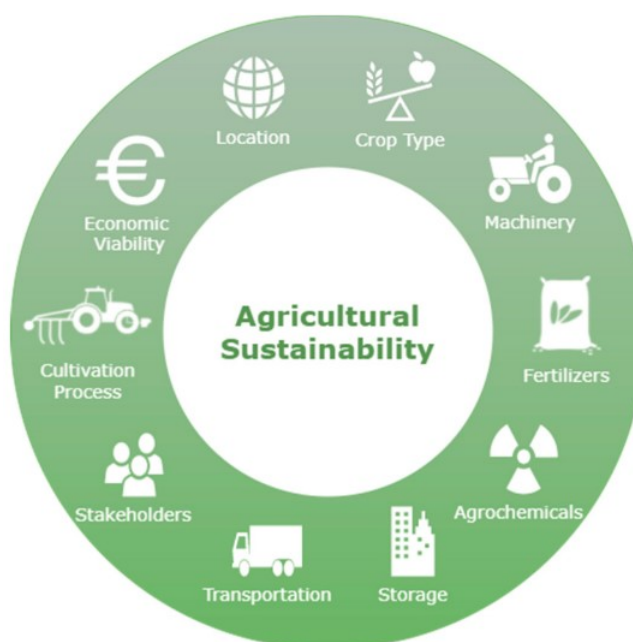 Agricultural
Sustainability
Location
Crop Type
Machinery
Fertilizers
Agrochemicals
Storage
Transportation
Stakeholders
Cultivation
Process
Economic
Viability